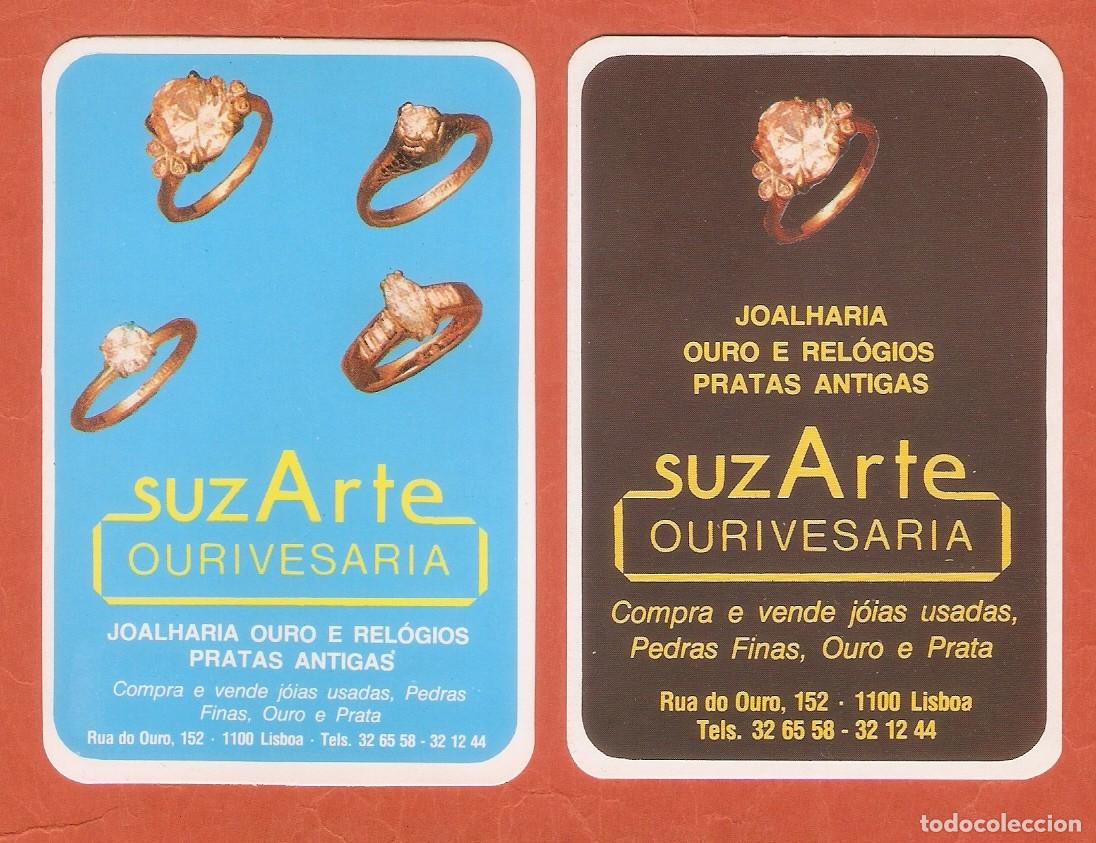 suzArte
OURIVESARIA
JOALHARIA OURO E RELÓGIOS
PRATAS ANTIGAS
Compra e vende jóias usadas, Pedras
Finas, Ouro e Prata
Rua do Ouro, 152 · 1100 Lisboa · Tels. 32 65 58 - 32 12 44
JOALHARIA
OURO E RELÓGIOS
PRATAS ANTIGAS
suzArte
OURIVESARIA
Compra e vende jóias usadas,
Pedras Finas, Ouro e Prata
Rua do Ouro, 152 · 1100 Lisboa
Tels. 32 65 58 - 32 12 44
todocoleccion